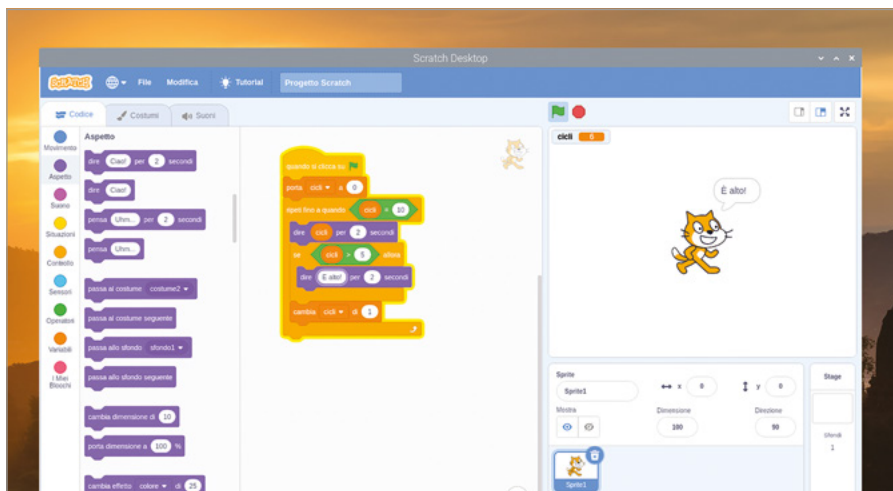 Scratch Desktop
SCRATCH File Modifica Tutorial Progetto Scratch
Codice Costumi Suoni
Movimento
Aspetto
Suono
Situazioni
Controllo
Sensori
Operatori
Variabili
I Miei
Blocchi
Aspetto
dire Ciao! per 2 secondi
dire Ciao!
pensa Uhm... per 2 secondi
pensa Uhm...
passa al costume costume2
passa al costume seguente
passa allo sfondo sfondo1
passa allo sfondo seguente
cambia dimensione di 10
porta dimensione a 100 %
cambia effetto colore di 25
quando si clicca su
porta cicli a 0
ripeti fino a quando cicli = 10
dire cicli per 2 secondi
se cicli > 5 allora
dire È alto! per 2 secondi
cambia cicli di 1
cicli 6
È alto!
Sprite
Sprite1 x 0 y 0
Mostra Dimensione Direzione
100 90
Sprite1
Stage
Sfondi
1